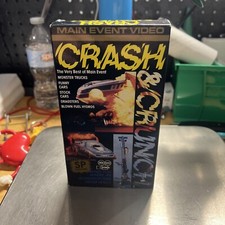 MAIN EVENT VIDEO
CRASH
& CRUNCH
The Very Best of Main Event
MONSTER TRUCKS
FUNNY
CARS
STOCK
CARS
DRAGSTERS
BLOWN FUEL HYDROS
SP